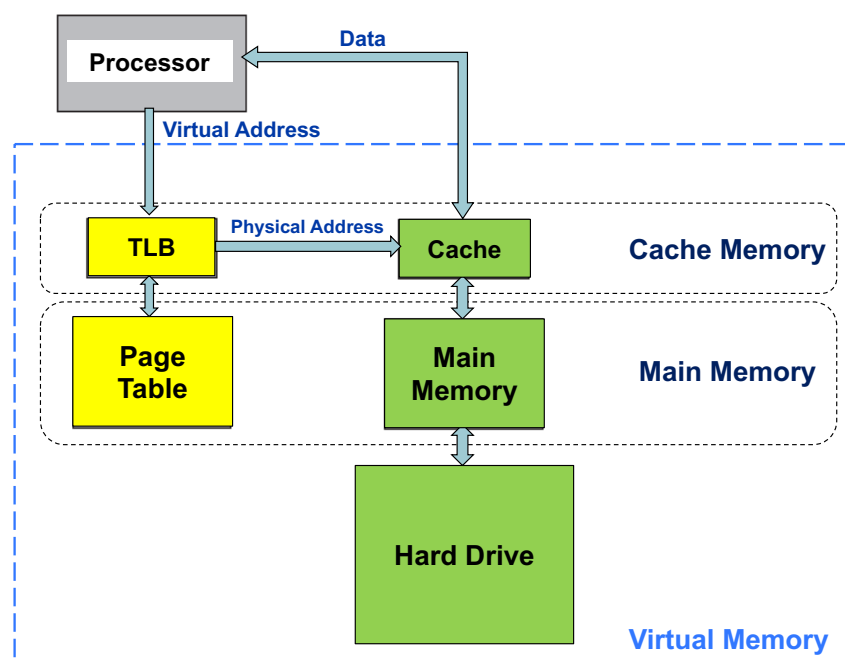 Data
Processor
Virtual Address
TLB
Physical Address
Cache
Cache Memory
Page
Table
Main
Memory
Main Memory
Hard Drive
Virtual Memory